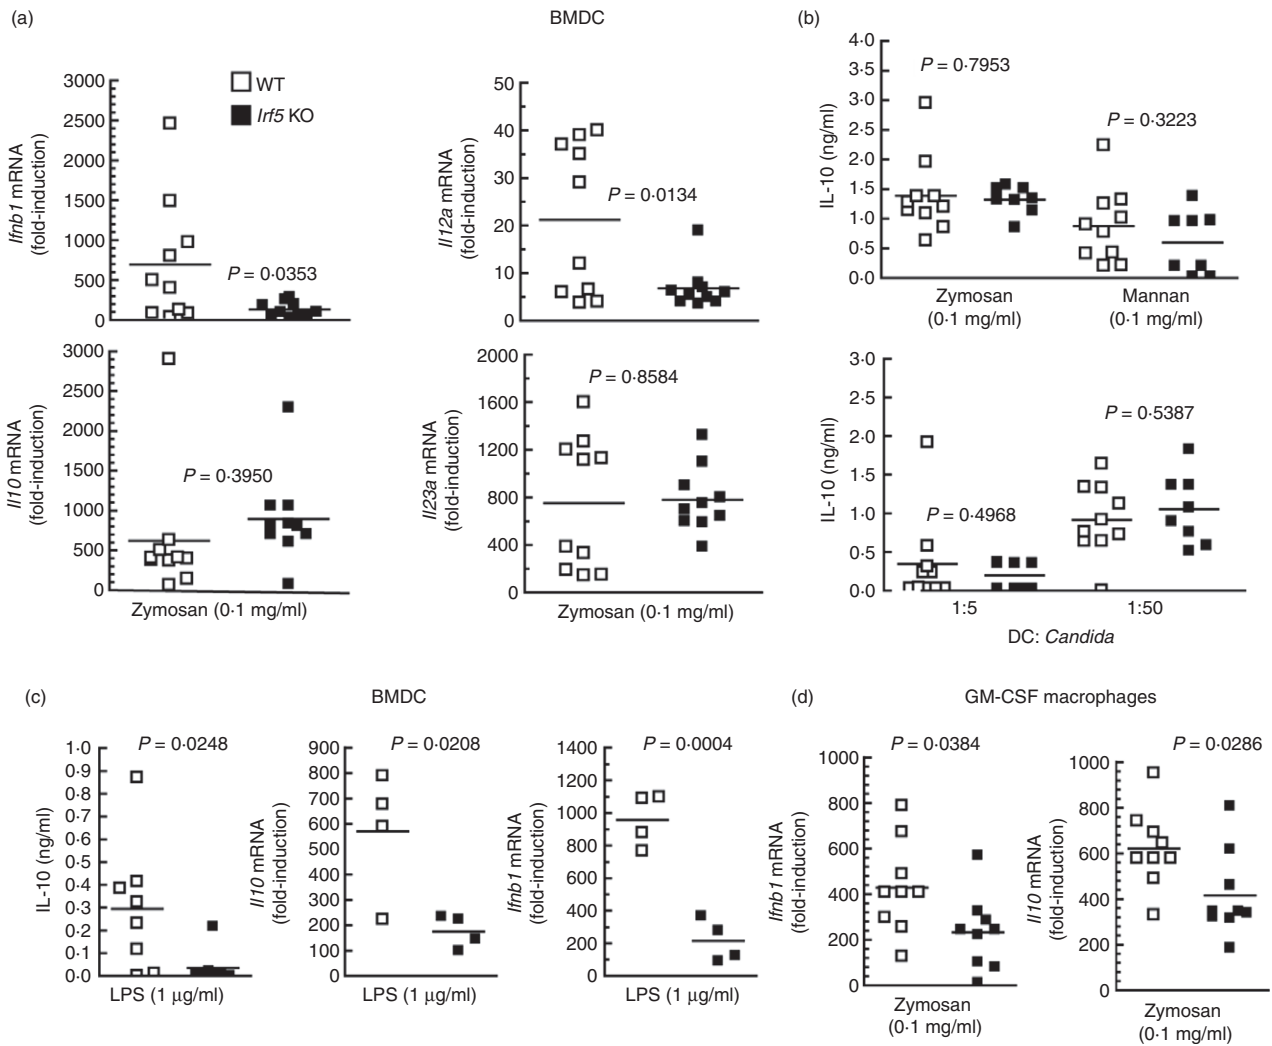 (a)
BMDC
WT
Irf5 KO
Ifnb1 mRNA
(fold-induction)
3000
2500
2000
1500
1000
500
0
P = 0·0353
Il12a mRNA
(fold-induction)
50
40
30
20
10
0
P = 0·0134
Il10 mRNA
(fold-induction)
3000
2500
2000
1500
1000
500
0
P = 0·3950
Zymosan (0·1 mg/ml)
Il23a mRNA
(fold-induction)
2000
1600
1200
800
400
0
P = 0·8584
Zymosan (0·1 mg/ml)
(b)
IL-10 (ng/ml)
4·0
3·5
3·0
2·5
2·0
1·5
1·0
0·5
0·0
P = 0·7953
P = 0·3223
Zymosan
(0·1 mg/ml)
Mannan
(0·1 mg/ml)
IL-10 (ng/ml)
3·0
2·5
2·0
1·5
1·0
0·5
0·0
P = 0·4968
P = 0·5387
1:5
1:50
DC: Candida
(c)
BMDC
IL-10 (ng/ml)
1·0
0·9
0·8
0·7
0·6
0·5
0·4
0·3
0·2
0·1
0·0
P = 0·0248
LPS (1 μg/ml)
Il10 mRNA
(fold-induction)
900
800
700
600
500
400
300
200
100
0
P = 0·0208
LPS (1 μg/ml)
Ifnb1 mRNA
(fold-induction)
1400
1200
1000
800
600
400
200
0
P = 0·0004
LPS (1 μg/ml)
(d)
GM-CSF macrophages
Ifnb1 mRNA
(fold-induction)
1000
800
600
400
200
0
P = 0·0384
Zymosan
(0·1 mg/ml)
Il10 mRNA
(fold-induction)
1000
800
600
400
200
0
P = 0·0286
Zymosan
(0·1 mg/ml)